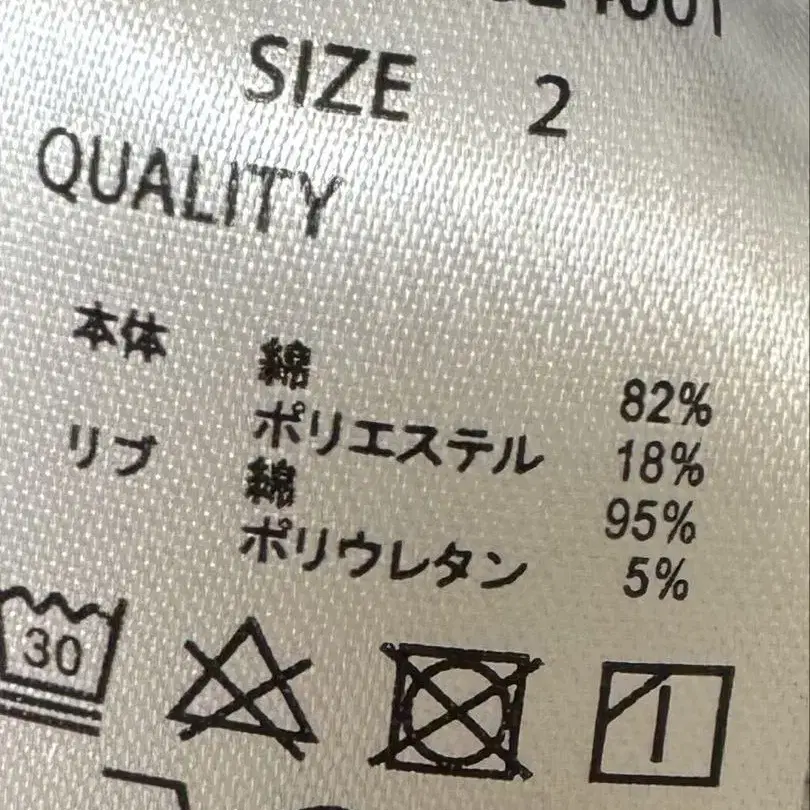 SIZE 2
QUALITY
本体 綿 82%
ポリエステル 18%
リブ 綿 95%
ポリウレタン 5%
30